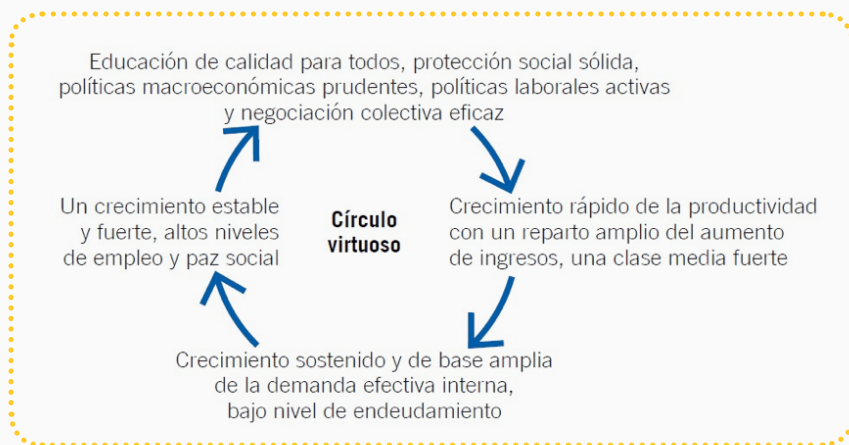 Educación de calidad para todos, protección social sólida,
políticas macroeconómicas prudentes, políticas laborales activas
y negociación colectiva eficaz
Un crecimiento estable
y fuerte, altos niveles
de empleo y paz social
Círculo
virtuoso
Crecimiento rápido de la productividad
con un reparto amplio del aumento
de ingresos, una clase media fuerte
Crecimiento sostenido y de base amplia
de la demanda efectiva interna,
bajo nivel de endeudamiento